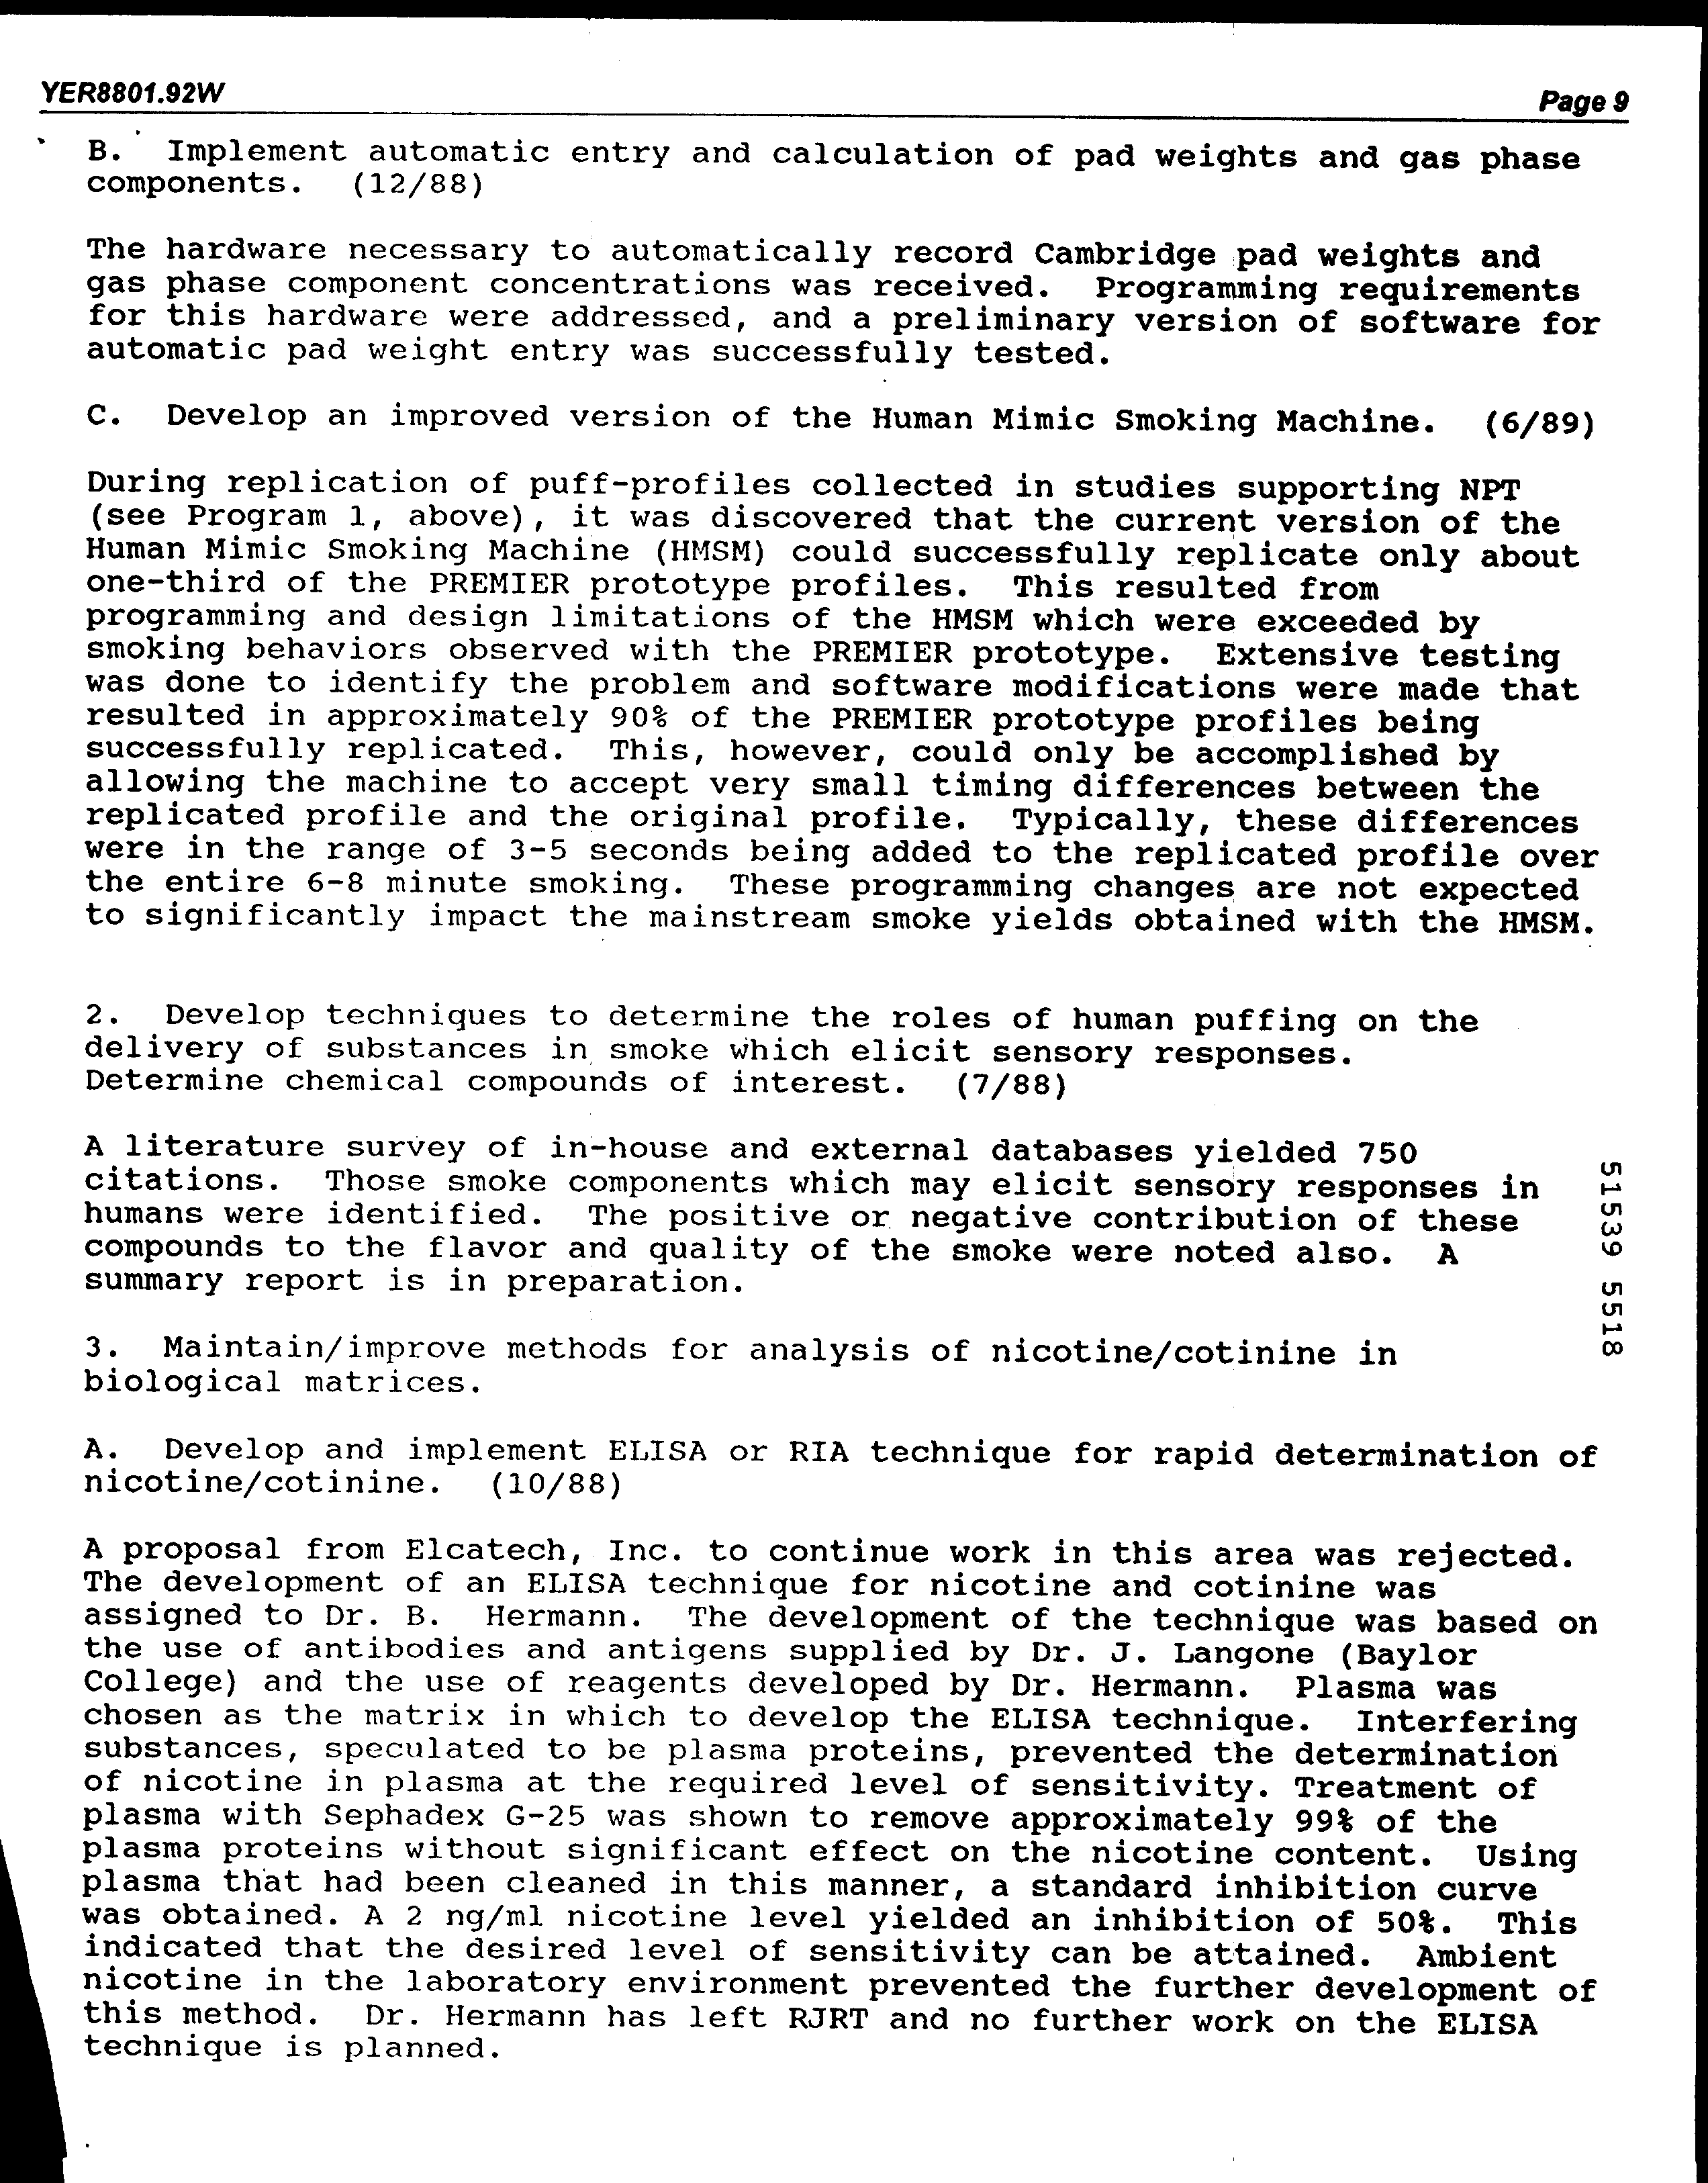 YER8801.92W
Page 9
B.  Implement automatic entry and calculation of pad weights and gas phase
components.  (12/88)
The hardware necessary to automatically record Cambridge pad weights and
gas phase component concentrations was received.  Programming requirements
for this hardware were addressed, and a preliminary version of software for
automatic pad weight entry was successfully tested.
C.  Develop an improved version of the Human Mimic Smoking Machine.  (6/89)
During replication of puff-profiles collected in studies supporting NPT
(see Program 1, above), it was discovered that the current version of the
Human Mimic Smoking Machine (HMSM) could successfully replicate only about
one-third of the PREMIER prototype profiles.  This resulted from
programming and design limitations of the HMSM which were exceeded by
smoking behaviors observed with the PREMIER prototype.  Extensive testing
was done to identify the problem and software modifications were made that
resulted in approximately 90% of the PREMIER prototype profiles being
successfully replicated.  This, however, could only be accomplished by
allowing the machine to accept very small timing differences between the
replicated profile and the original profile.  Typically, these differences
were in the range of 3-5 seconds being added to the replicated profile over
the entire 6-8 minute smoking.  These programming changes are not expected
to significantly impact the mainstream smoke yields obtained with the HMSM.
2.  Develop techniques to determine the roles of human puffing on the
delivery of substances in smoke which elicit sensory responses.
Determine chemical compounds of interest.  (7/88)
A literature survey of in-house and external databases yielded 750
citations.  Those smoke components which may elicit sensory responses in
humans were identified.  The positive or negative contribution of these
compounds to the flavor and quality of the smoke were noted also.  A
summary report is in preparation.
3.  Maintain/improve methods for analysis of nicotine/cotinine in
biological matrices.
A.  Develop and implement ELISA or RIA technique for rapid determination of
nicotine/cotinine.  (10/88)
A proposal from Elcatech, Inc. to continue work in this area was rejected.
The development of an ELISA technique for nicotine and cotinine was
assigned to Dr. B.  Hermann.  The development of the technique was based on
the use of antibodies and antigens supplied by Dr. J. Langone (Baylor
College) and the use of reagents developed by Dr. Hermann.  Plasma was
chosen as the matrix in which to develop the ELISA technique.  Interfering
substances, speculated to be plasma proteins, prevented the determination
of nicotine in plasma at the required level of sensitivity. Treatment of
plasma with Sephadex G-25 was shown to remove approximately 99% of the
plasma proteins without significant effect on the nicotine content.  Using
plasma that had been cleaned in this manner, a standard inhibition curve
was obtained. A 2 ng/ml nicotine level yielded an inhibition of 50%.  This
indicated that the desired level of sensitivity can be attained.  Ambient
nicotine in the laboratory environment prevented the further development of
this method.  Dr. Hermann has left RJRT and no further work on the ELISA
technique is planned.
51539 5518